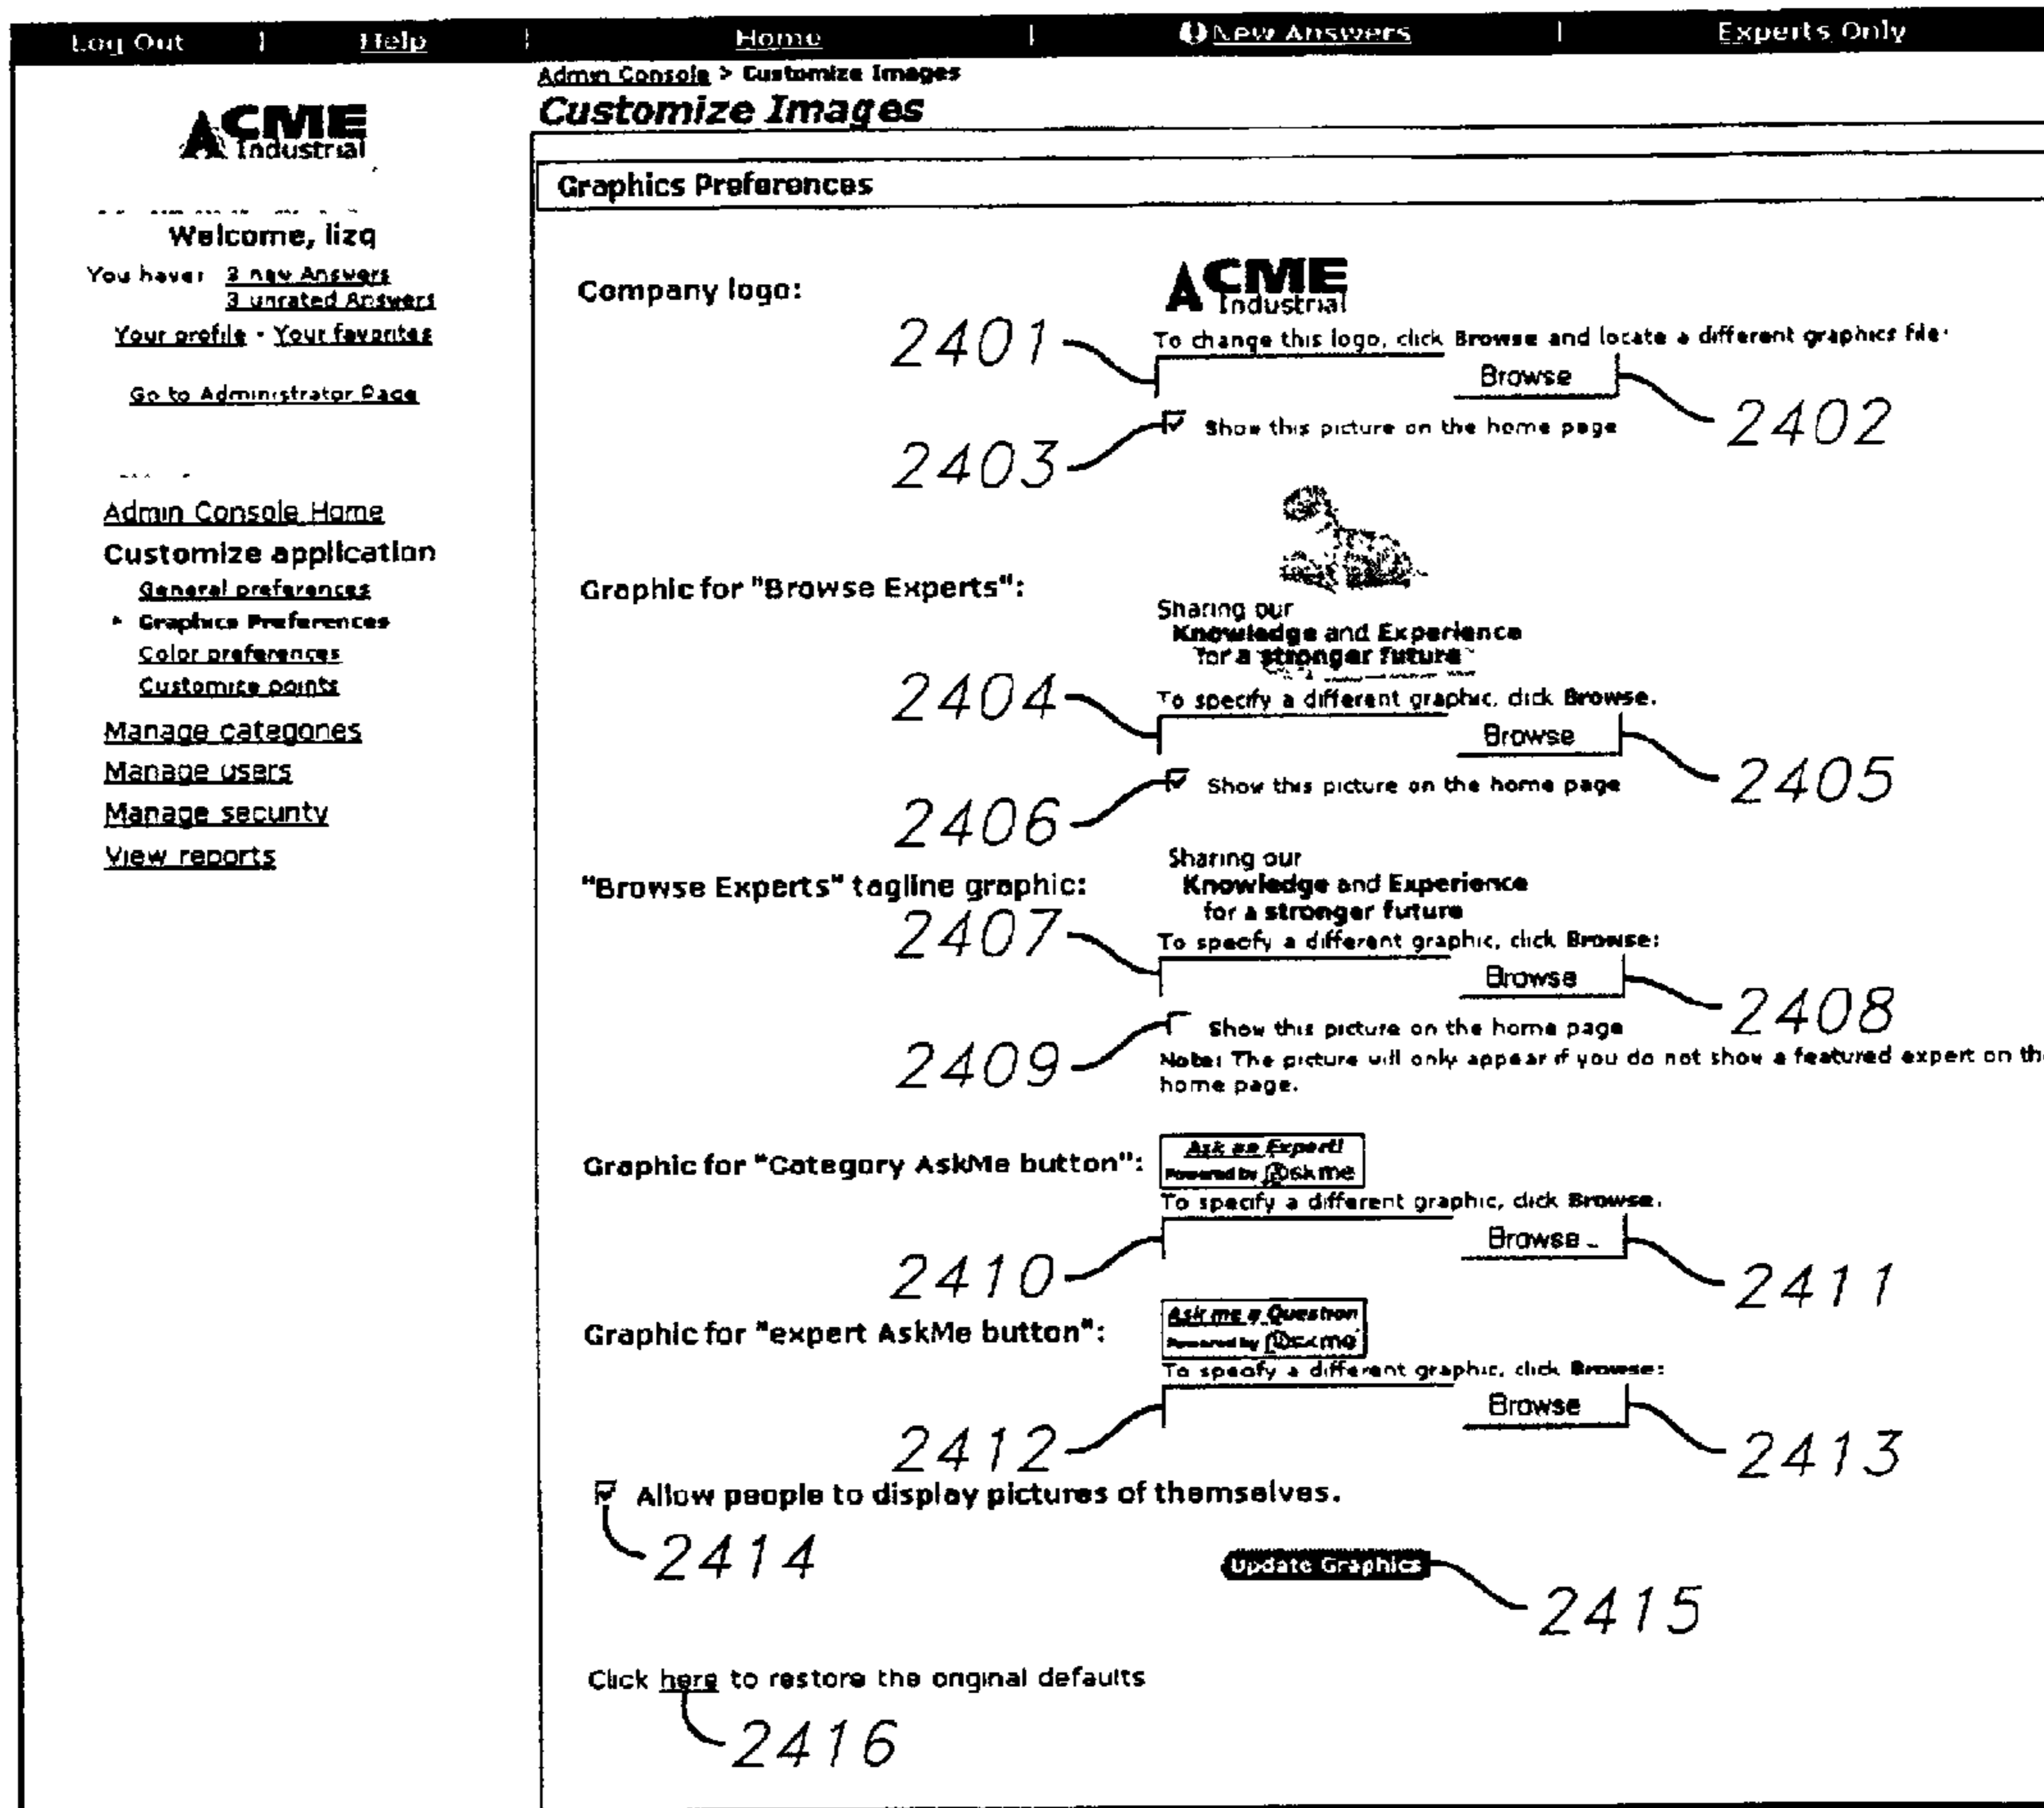 Log Out | Help | Home | New Answers | Experts Only
Admin Console > Customize Images
Customize Images
ACME
Industrial
Graphics Preferences
Welcome, lizq
You have: 3 new Answers
3 unrated Answers
Your profile - Your favorites
Go to Administrator Page
Admin Console Home
Customize application
General preferences
Graphics Preferences
Color preferences
Customize points
Manage categories
Manage users
Manage security
View reports
Company logo:
ACME
Industrial
2401
To change this logo, click Browse and locate a different graphics file:
Browse
2402
2403
Show this picture on the home page
Graphic for "Browse Experts":
Sharing our
Knowledge and Experience
for a stronger future
2404
To specify a different graphic, click Browse.
Browse
2405
2406
Show this picture on the home page
"Browse Experts" tagline graphic:
Sharing our
Knowledge and Experience
for a stronger future
2407
To specify a different graphic, click Browse:
Browse
2408
2409
Show this picture on the home page
Note: The picture will only appear if you do not show a featured expert on the
home page.
Graphic for "Category AskMe button":
Ask an Expert!
Powered by Askme
To specify a different graphic, click Browse.
2410
Browse
2411
Graphic for "expert AskMe button":
Ask me a Question
Powered by Askme
To specify a different graphic, click Browse:
2412
Browse
2413
Allow people to display pictures of themselves.
2414
Update Graphics
2415
Click here to restore the original defaults
2416